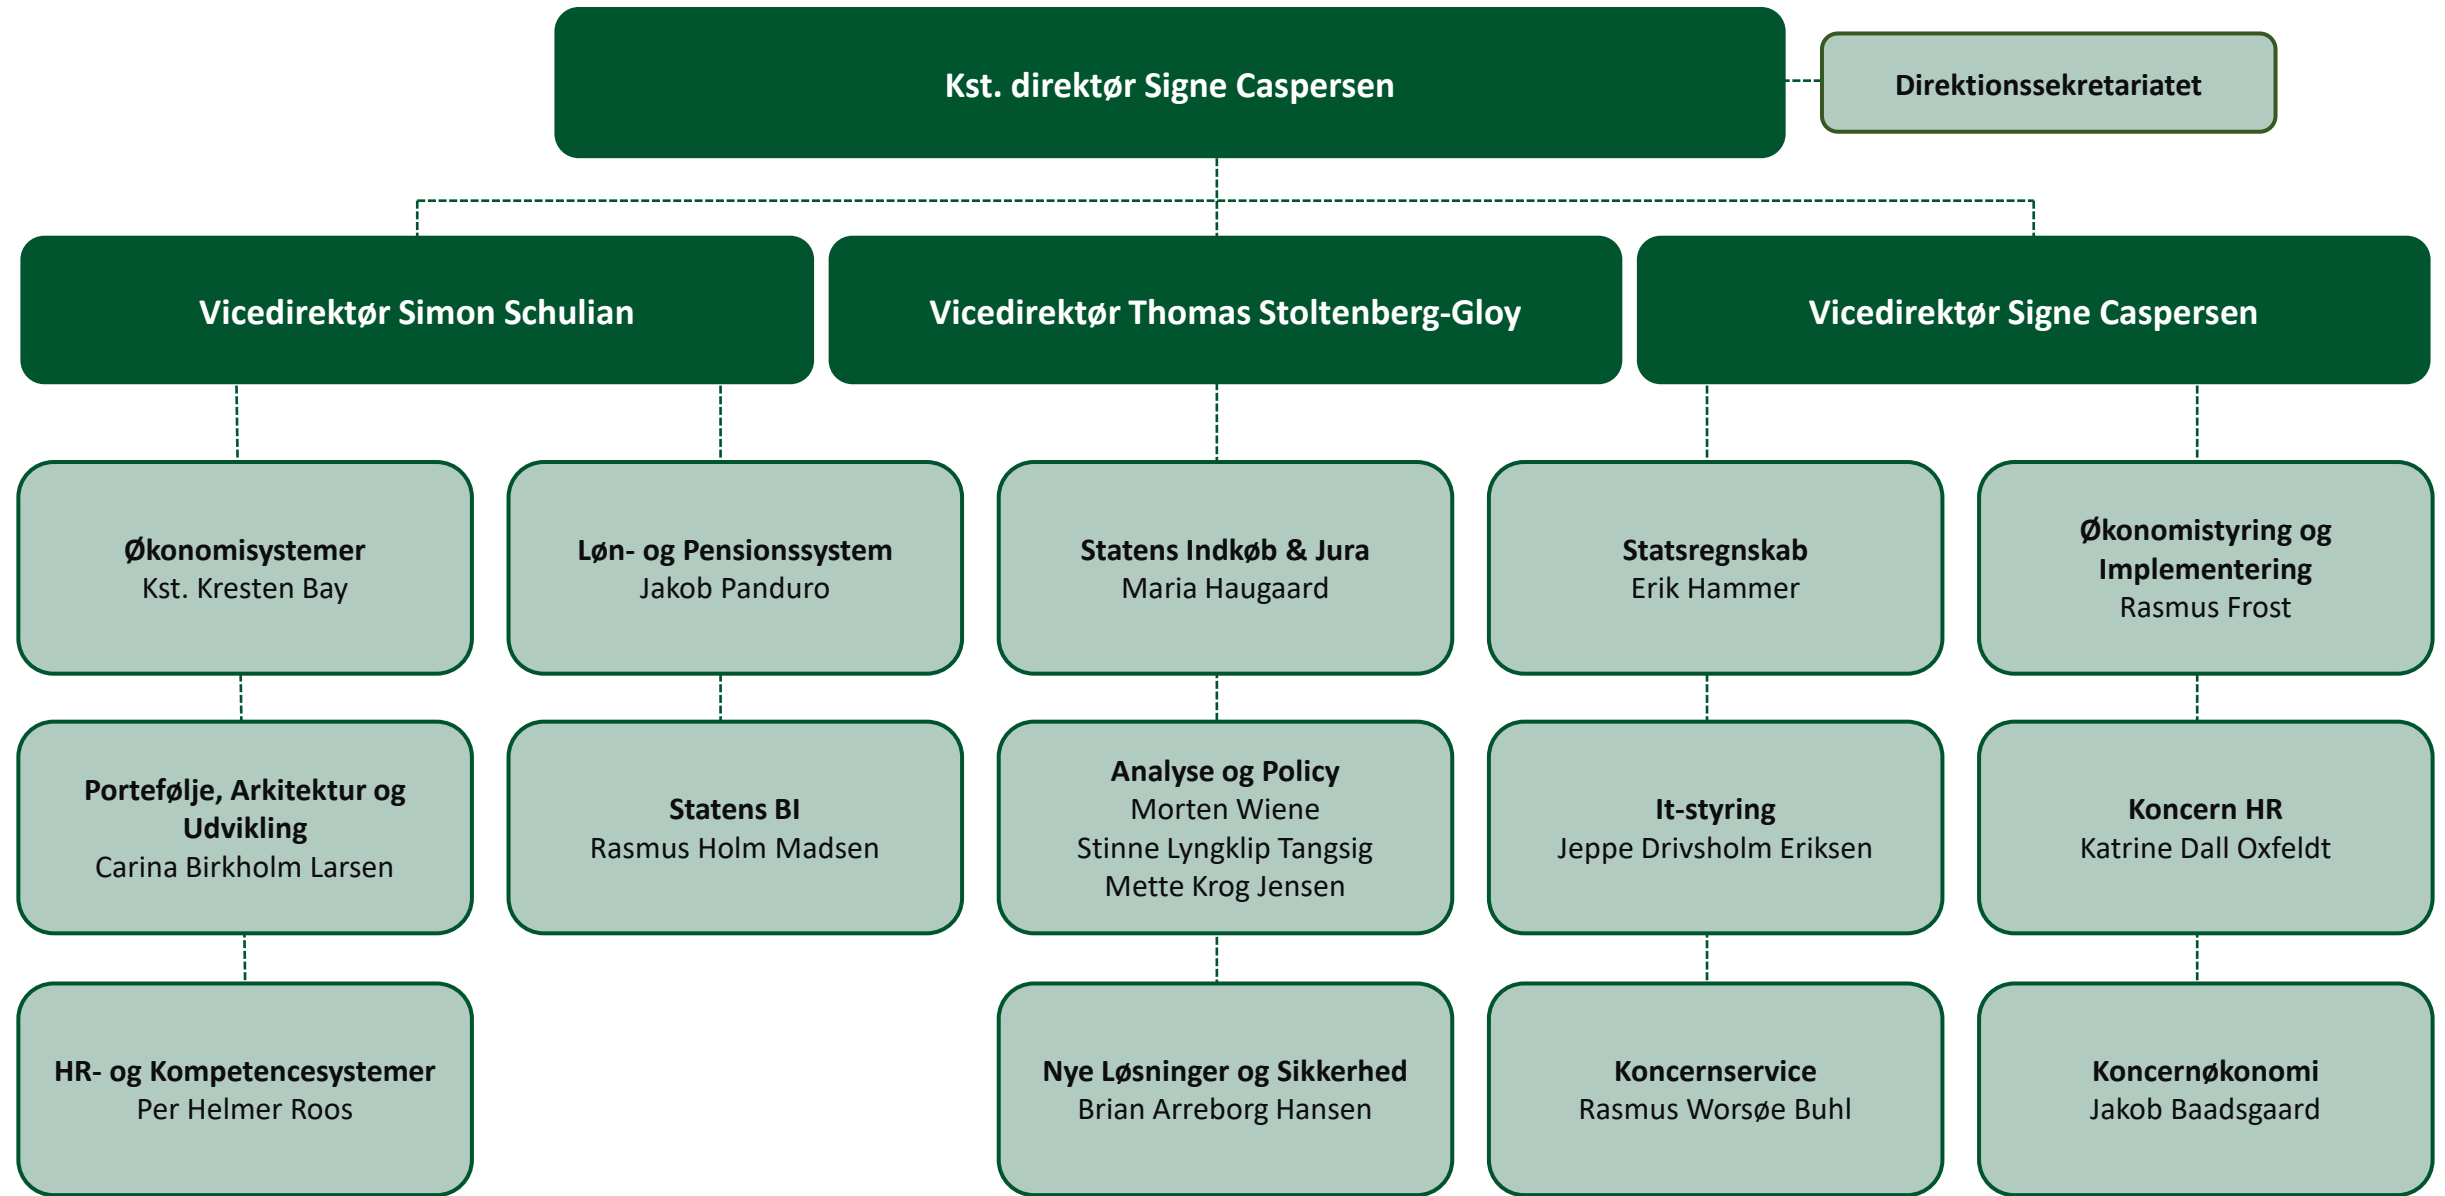 Kst. direktør Signe Caspersen
Direktionssekretariatet
Vicedirektør Simon Schulian
Vicedirektør Thomas Stoltenberg-Gloy
Vicedirektør Signe Caspersen
Økonomisystemer
Kst. Kresten Bay
Løn- og Pensionssystem
Jakob Panduro
Statens Indkøb & Jura
Maria Haugaard
Statsregnskab
Erik Hammer
Økonomistyring og
Implementering
Rasmus Frost
Portefølje, Arkitektur og
Udvikling
Carina Birkholm Larsen
Statens BI
Rasmus Holm Madsen
Analyse og Policy
Morten Wiene
Stinne Lyngklip Tangsig
Mette Krog Jensen
It-styring
Jeppe Drivsholm Eriksen
Koncern HR
Katrine Dall Oxfeldt
HR- og Kompetencesystemer
Per Helmer Roos
Nye Løsninger og Sikkerhed
Brian Arreborg Hansen
Koncernservice
Rasmus Worsøe Buhl
Koncernøkonomi
Jakob Baadsgaard